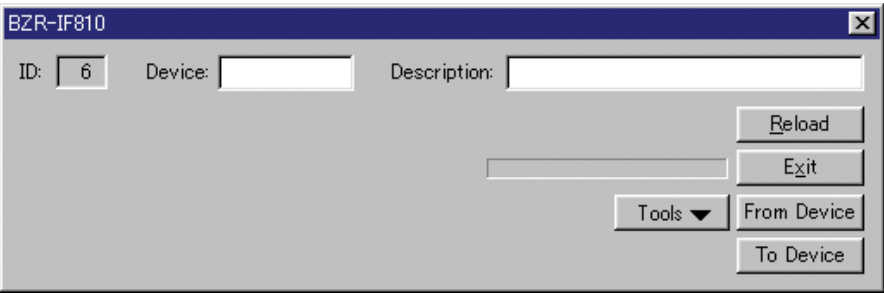 BZR-IF810
ID: 6 Device: Description:
Reload
Exit
Tools From Device
To Device